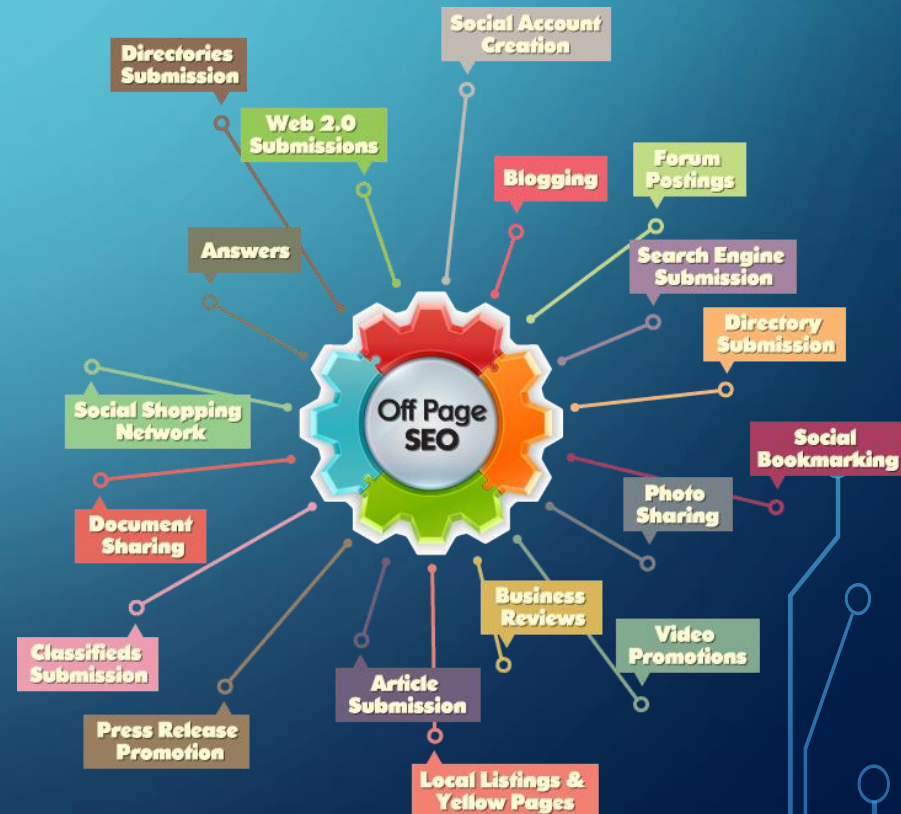 Social Account
Creation
Directories
Submission
Web 2.0
Submissions
Blogging
Forum
Postings
Answers
Search Engine
Submission
Directory
Submission
Social Shopping
Network
Off Page
SEO
Social
Bookmarking
Photo
Sharing
Document
Sharing
Business
Reviews
Video
Promotions
Classifieds
Submission
Article
Submission
Press Release
Promotion
Local Listings &
Yellow Pages